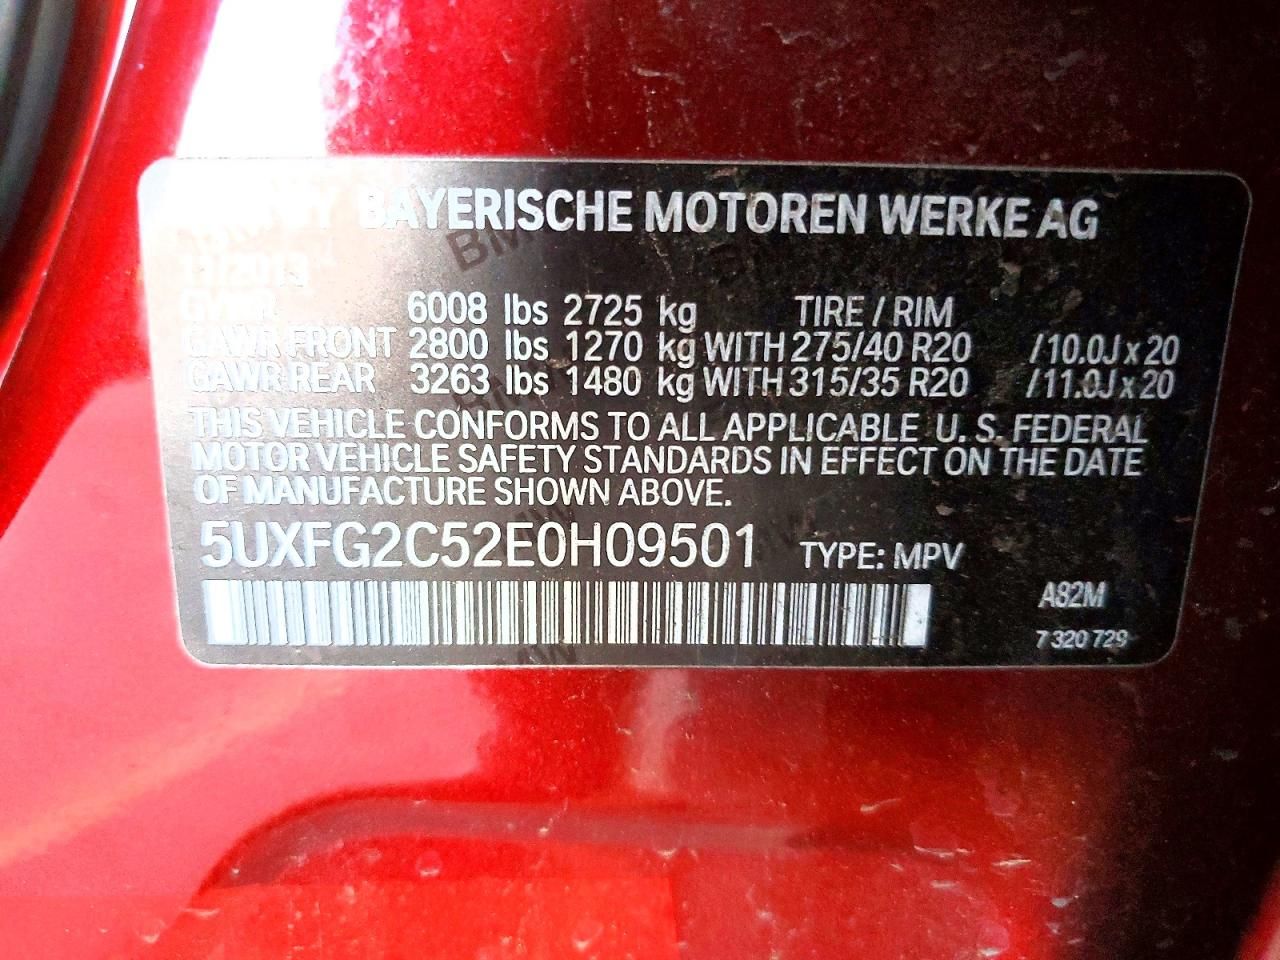 BAYERISCHE MOTOREN WERKE AG
11/2013
GVWR 6008 lbs 2725 kg TIRE / RIM
GAWR FRONT 2800 lbs 1270 kg WITH 275/40 R20 /10.0J x 20
GAWR REAR 3263 lbs 1480 kg WITH 315/35 R20 /11.0J x 20
THIS VEHICLE CONFORMS TO ALL APPLICABLE U. S. FEDERAL
MOTOR VEHICLE SAFETY STANDARDS IN EFFECT ON THE DATE
OF MANUFACTURE SHOWN ABOVE.
5UXFG2C52E0H09501 TYPE: MPV
A82M
7 320 729